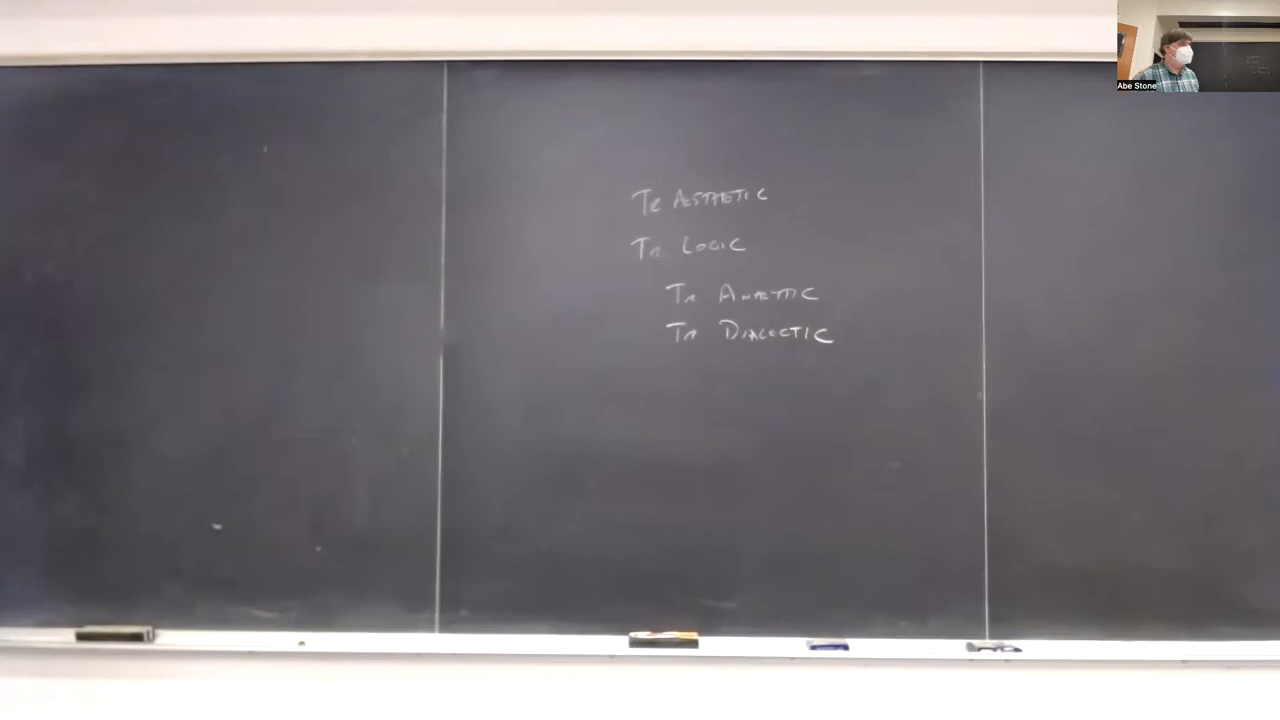 Abe Stone
Tr AESTHETIC
Tr LOGIC
Tr ANALYTIC
Tr DIALECTIC